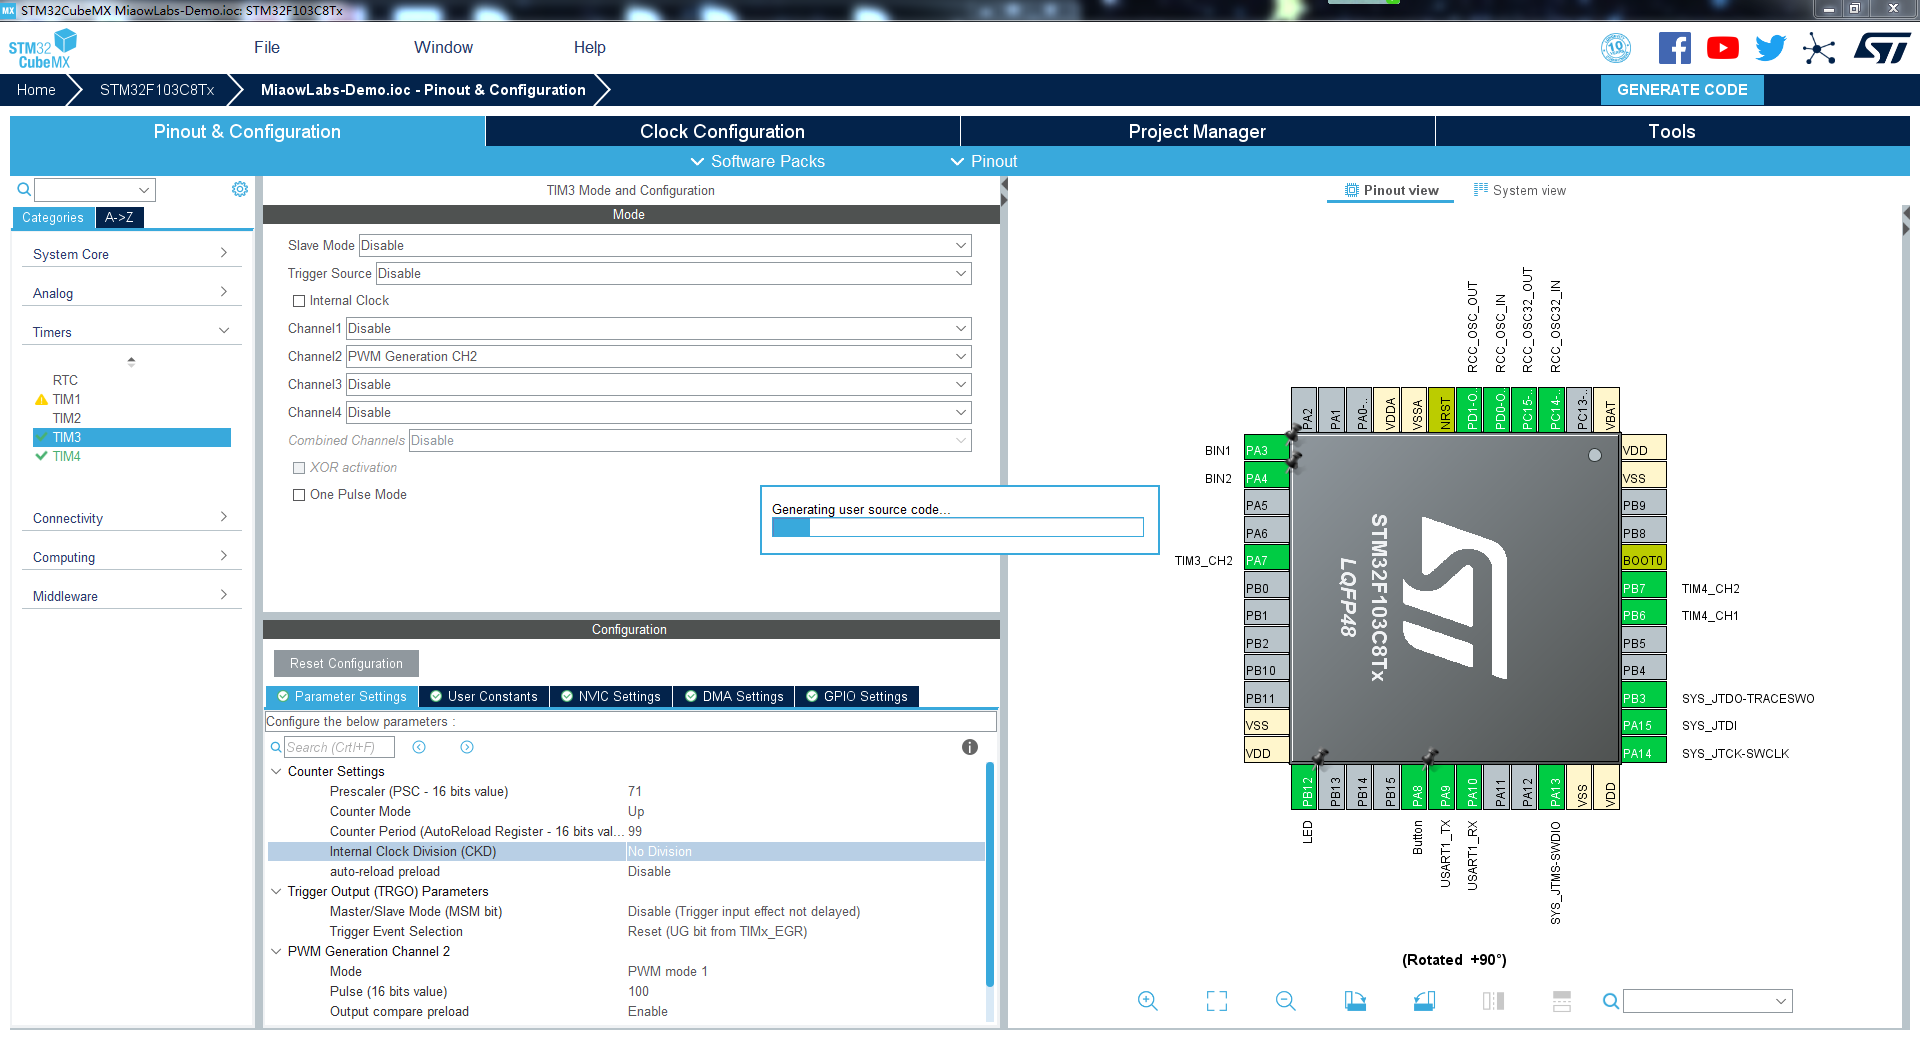 MX STM32CubeMX MiaowLabs-Demo.ioc: STM32F103C8Tx
STM32
CubeMX
File Window Help
10
Home STM32F103C8Tx MiaowLabs-Demo.ioc - Pinout & Configuration GENERATE CODE
Pinout & Configuration Clock Configuration Project Manager Tools
Software Packs Pinout
TIM3 Mode and Configuration
Pinout view System view
Categories A->Z
Mode
System Core
Analog
Timers
RTC
TIM1
TIM2
TIM3
TIM4
Connectivity
Computing
Middleware
Slave Mode Disable
Trigger Source Disable
Internal Clock
Channel1 Disable
Channel2 PWM Generation CH2
Channel3 Disable
Channel4 Disable
Combined Channels Disable
XOR activation
One Pulse Mode
Generating user source code...
Configuration
Reset Configuration
Parameter Settings User Constants NVIC Settings DMA Settings GPIO Settings
Configure the below parameters :
Search (Crtl+F)
Counter Settings
Prescaler (PSC - 16 bits value) 71
Counter Mode Up
Counter Period (AutoReload Register - 16 bits val... 99
Internal Clock Division (CKD) No Division
auto-reload preload Disable
Trigger Output (TRGO) Parameters
Master/Slave Mode (MSM bit) Disable (Trigger input effect not delayed)
Trigger Event Selection Reset (UG bit from TIMx_EGR)
PWM Generation Channel 2
Mode PWM mode 1
Pulse (16 bits value) 100
Output compare preload Enable
RCC_OSC_OUT
RCC_OSC_IN
RCC_OSC32_OUT
RCC_OSC32_IN
PA2
PA1
PA0-..
VDDA
VSSA
NRST
PD1-O..
PD0-O..
PC15-..
PC14-..
PC13-..
VBAT
BIN1 PA3
BIN2 PA4
PA5
PA6
TIM3_CH2 PA7
PB0
PB1
PB2
PB10
PB11
VSS
VDD
STM32F103C8Tx
LQFP48
VDD
VSS
PB9
PB8
BOOT0
PB7 TIM4_CH2
PB6 TIM4_CH1
PB5
PB4
PB3 SYS_JTDO-TRACESWO
PA15 SYS_JTDI
PA14 SYS_JTCK-SWCLK
PB12
PB13
PB14
PB15
PA8
PA9
PA10
PA11
PA12
PA13
VSS
VDD
LED
Button
USART1_TX
USART1_RX
SYS_JTMS-SWDIO
(Rotated +90°)